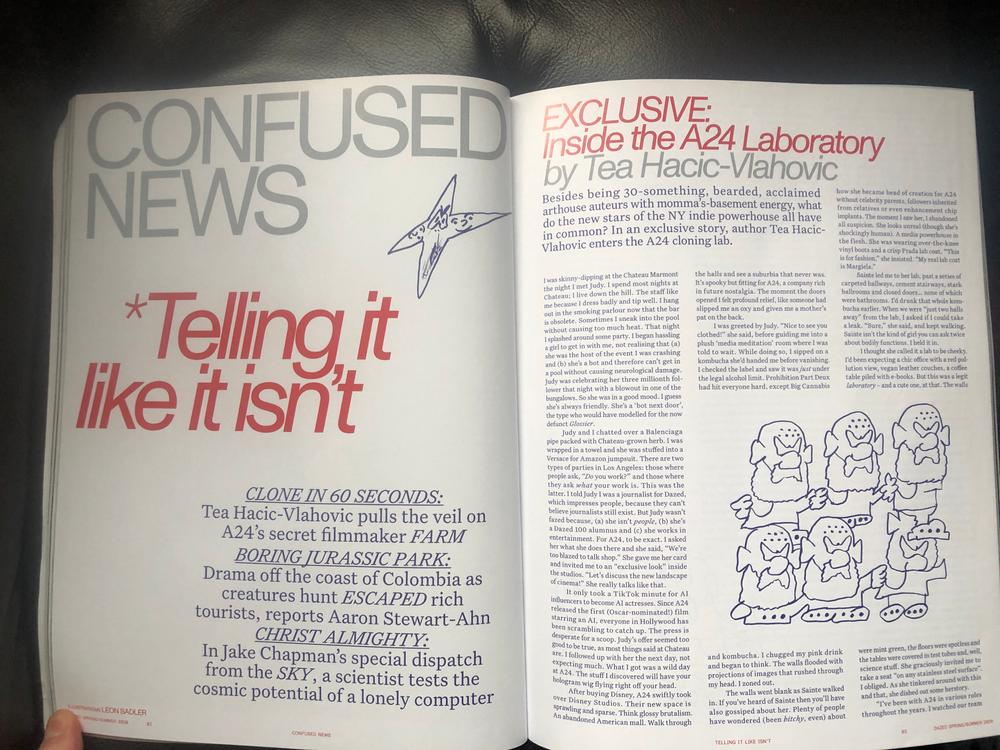 CONFUSED
NEWS
*Telling it
like it isn't
CLONE IN 60 SECONDS:
Tea Hacic-Vlahovic pulls the veil on
A24's secret filmmaker FARM
BORING JURASSIC PARK:
Drama off the coast of Colombia as
creatures hunt ESCAPED rich
tourists, reports Aaron Stewart-Ahn
CHRIST ALMIGHTY:
In Jake Chapman's special dispatch
from the SKY, a scientist tests the
cosmic potential of a lonely computer
ILLUSTRATIONS LEON SADLER
SPRING/SUMMER
CONFUSED NEWS
EXCLUSIVE:
Inside the A24 Laboratory
by Tea Hacic-Vlahovic
Besides being 30-something, bearded, acclaimed
arthouse auteurs with momma's-basement energy, what
do the new stars of the NY indie powerhouse all have
in common? In an exclusive story, author Tea Hacic-
Vlahovic enters the A24 cloning lab.
I was skinny-dipping at the Chateau Marmont
the night I met Judy. I spend most nights at
Chateau; I live down the hill. The staff like
me because I dress badly and tip well. I hang
out in the smoking parlour now that the bar
is obsolete. Sometimes I sneak into the pool
without causing too much heat. That night
I splashed around some party. I began hassling
a girl to get in with me, not realising that (a)
she was the host of the event I was crashing
and (b) she's a bot and therefore can't get in
a pool without causing neurological damage.
Judy was celebrating her three millionth fol-
lower that night with a blowout in one of the
bungalows. So she was in a good mood. I guess
she's always friendly. She's a 'bot next door',
the type who would have modelled for the now
defunct Glossier.
Judy and I chatted over a Balenciaga
pipe packed with Chateau-grown herb. I was
wrapped in a towel and she was stuffed into a
Versace for Amazon jumpsuit. There are two
types of parties in Los Angeles: those where
people ask, "Do you work?" and those where
they ask what your work is. This was the
latter. I told Judy I was a journalist for Dazed,
which impresses people, because they can't
believe journalists still exist. But Judy wasn't
fazed because, (a) she isn't people, (b) she's
a Dazed 100 alumnus and (c) she works in
entertainment. For A24, to be exact. I asked
her what she does there and she said, "We're
too blazed to talk shop." She gave me her card
and invited me to an "exclusive look" inside
the studios. "Let's discuss the new landscape
of cinema!" She really talks like that.
It only took a TikTok minute for AI
influencers to become AI actresses. Since A24
released the first (Oscar-nominated!) film
starring an AI, everyone in Hollywood has
been scrambling to catch up. The press is
desperate for a scoop. Judy's offer seemed too
good to be true, as most things said at Chateau
are. I followed up with her the next day, not
expecting much. What I got was a wild day
at A24. The stuff I discovered will have your
hologram wig flying right off your head.
After buying Disney, A24 swiftly took
over Disney Studios. Their new space is
sprawling and sparse. Think glossy brutalism.
An abandoned American mall. Walk through
the halls and see a suburbia that never was.
It's spooky but fitting for A24, a company rich
in future nostalgia. The moment the doors
opened I felt profound relief, like someone had
slipped me an oxy and given me a mother's
pat on the back.
I was greeted by Judy. "Nice to see you
clothed!" she said, before guiding me into a
plush 'media meditation' room where I was
told to wait. While doing so, I sipped on a
kombucha she'd handed me before vanishing.
I checked the label and saw it was just under
the legal alcohol limit. Prohibition Part Deux
had hit everyone hard, except Big Cannabis
and kombucha. I chugged my pink drink
and began to think. The walls flooded with
projections of images that rushed through
my head. I zoned out.
The walls went blank as Sainte walked
in. If you've heard of Sainte then you'll have
also gossiped about her. Plenty of people
have wondered (been bitchy, even) about
how she became head of creation for A24
without celebrity parents, followers inherited
from relatives or even enhancement chip
implants. The moment I saw her, I abandoned
all suspicion. She looks unreal (though she's
shockingly human). A media powerhouse in
the flesh. She was wearing over-the-knee
vinyl boots and a crisp Prada lab coat. "This
is for fashion," she insisted. "My real lab coat
is Margiela."
Sainte led me to her lab, past a series of
carpeted hallways, cement stairways, stark
ballrooms and closed doors... none of which
were bathrooms. I'd drunk that whole kom-
bucha earlier. When we were "just two halls
away" from the lab, I asked if I could take
a leak. "Sure," she said, and kept walking.
Sainte isn't the kind of girl you can ask twice
about bodily functions. I held it in.
I thought she called it a lab to be cheeky.
I'd been expecting a chic office with a red pol-
lution view, vegan leather couches, a coffee
table piled with e-books. But this was a legit
laboratory – and a cute one, at that. The walls
were mint green, the floors were spotless and
the tables were covered in test tubes and, well,
science stuff. She graciously invited me to
take a seat "on any stainless steel surface".
I obliged. As she tinkered around with this
and that, she dished out some herstory.
"I've been with A24 in various roles
throughout the years. I watched our team
TELLING IT LIKE ISN'T
DAZED SPRING/SUMMER